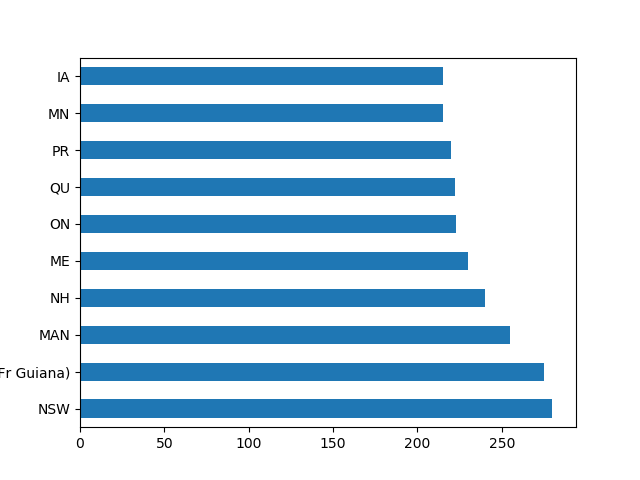 IA
MN
PR
QU
ON
ME
NH
MAN
Fr Guiana)
NSW
0 50 100 150 200 250